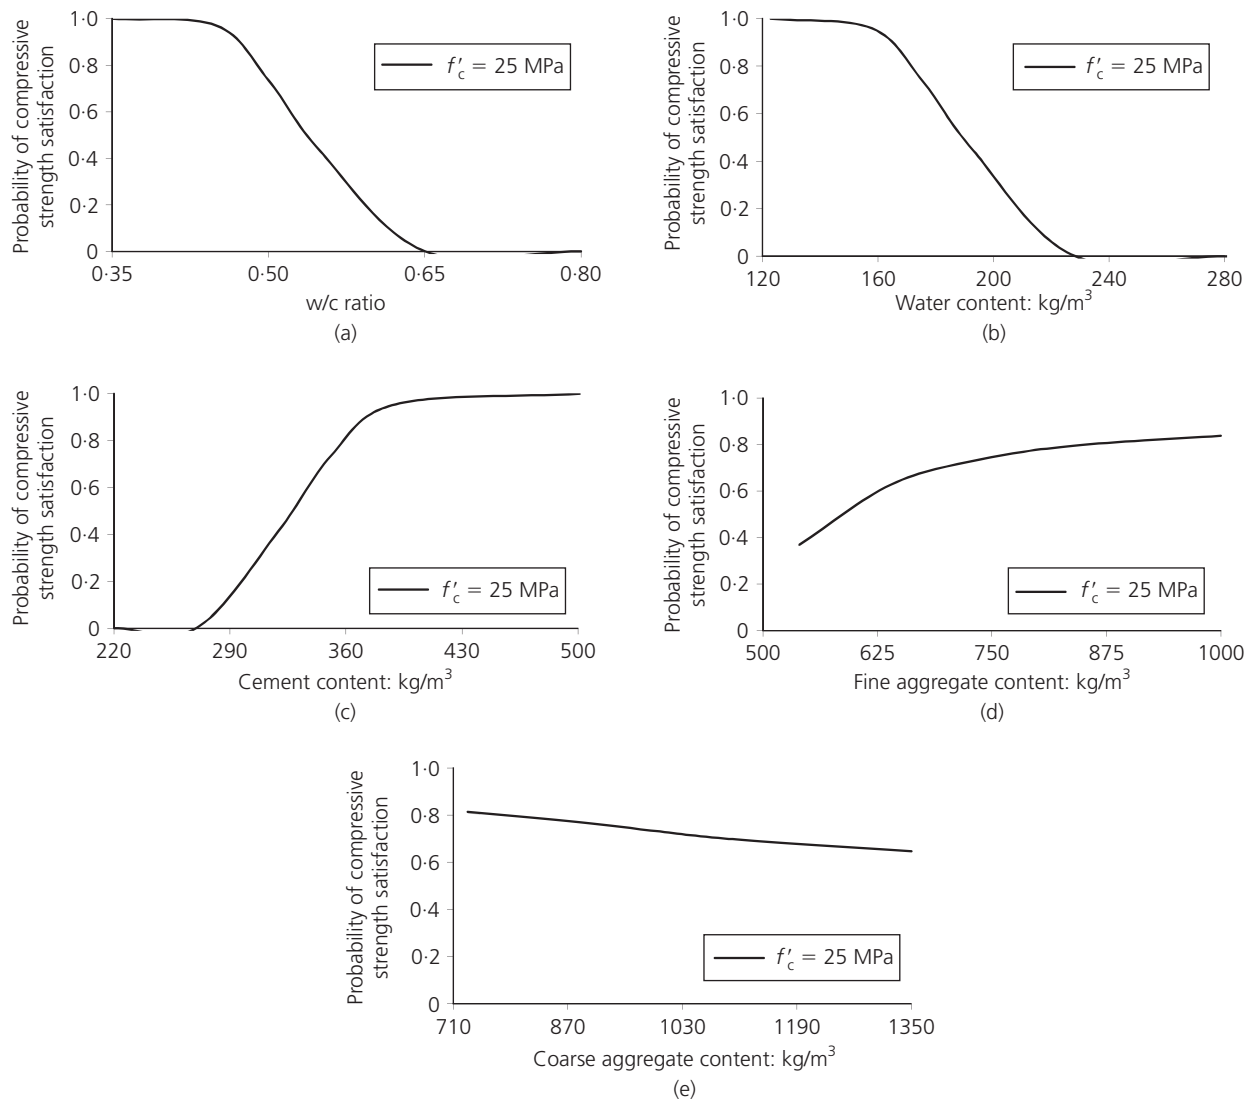 Probability of compressive
strength satisfaction
1·0
0·8
0·6
0·4
0·2
0
0·35
0·50
0·65
0·80
f′c = 25 MPa
w/c ratio
(a)
Probability of compressive
strength satisfaction
1·0
0·8
0·6
0·4
0·2
0
120
160
200
240
280
f′c = 25 MPa
Water content: kg/m³
(b)
Probability of compressive
strength satisfaction
1·0
0·8
0·6
0·4
0·2
0
220
290
360
430
500
f′c = 25 MPa
Cement content: kg/m³
(c)
Probability of compressive
strength satisfaction
1·0
0·8
0·6
0·4
0·2
0
500
625
750
875
1000
f′c = 25 MPa
Fine aggregate content: kg/m³
(d)
Probability of compressive
strength satisfaction
1·0
0·8
0·6
0·4
0·2
0
710
870
1030
1190
1350
f′c = 25 MPa
Coarse aggregate content: kg/m³
(e)